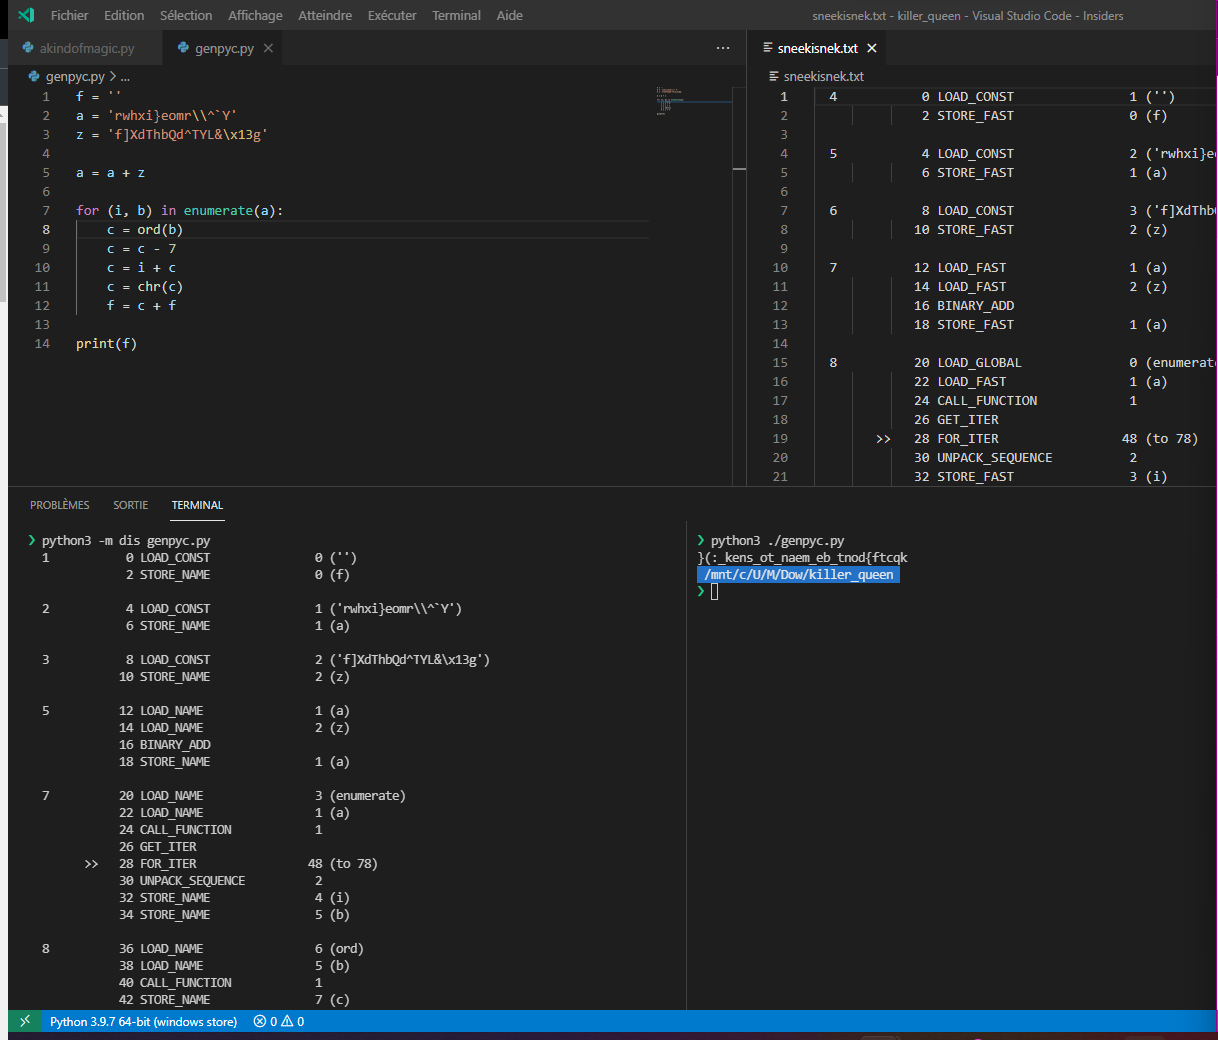 Fichier Edition Sélection Affichage Atteindre Exécuter Terminal Aide
sneekisnek.txt - killer_queen - Visual Studio Code - Insiders
akindofmagic.py genpyc.py
genpyc.py > ...
1 f = ''
2 a = 'rwhxi}eomr\\^`Y'
3 z = 'f]XdThbQd^TYL&\x13g'
4
5 a = a + z
6
7 for (i, b) in enumerate(a):
8 c = ord(b)
9 c = c - 7
10 c = i + c
11 c = chr(c)
12 f = c + f
13
14 print(f)
sneekisnek.txt
sneekisnek.txt
1 4 0 LOAD_CONST 1 ('')
2 2 STORE_FAST 0 (f)
3
4 5 4 LOAD_CONST 2 ('rwhxi}eo
5 6 STORE_FAST 1 (a)
6
7 6 8 LOAD_CONST 3 ('f]XdThb
8 10 STORE_FAST 2 (z)
9
10 7 12 LOAD_FAST 1 (a)
11 14 LOAD_FAST 2 (z)
12 16 BINARY_ADD
13 18 STORE_FAST 1 (a)
14
15 8 20 LOAD_GLOBAL 0 (enumerat
16 22 LOAD_FAST 1 (a)
17 24 CALL_FUNCTION 1
18 26 GET_ITER
19 >> 28 FOR_ITER 48 (to 78)
20 30 UNPACK_SEQUENCE 2
21 32 STORE_FAST 3 (i)
PROBLÈMES SORTIE TERMINAL
❯ python3 -m dis genpyc.py
1 0 LOAD_CONST 0 ('')
2 STORE_NAME 0 (f)
2 4 LOAD_CONST 1 ('rwhxi}eomr\\^`Y')
6 STORE_NAME 1 (a)
3 8 LOAD_CONST 2 ('f]XdThbQd^TYL&\x13g')
10 STORE_NAME 2 (z)
5 12 LOAD_NAME 1 (a)
14 LOAD_NAME 2 (z)
16 BINARY_ADD
18 STORE_NAME 1 (a)
7 20 LOAD_NAME 3 (enumerate)
22 LOAD_NAME 1 (a)
24 CALL_FUNCTION 1
26 GET_ITER
>> 28 FOR_ITER 48 (to 78)
30 UNPACK_SEQUENCE 2
32 STORE_NAME 4 (i)
34 STORE_NAME 5 (b)
8 36 LOAD_NAME 6 (ord)
38 LOAD_NAME 5 (b)
40 CALL_FUNCTION 1
42 STORE_NAME 7 (c)
❯ python3 ./genpyc.py
}(:_kens_ot_naem_eb_tnod{ftcqk
/mnt/c/U/M/Dow/killer_queen
❯
Python 3.9.7 64-bit (windows store) 0 0